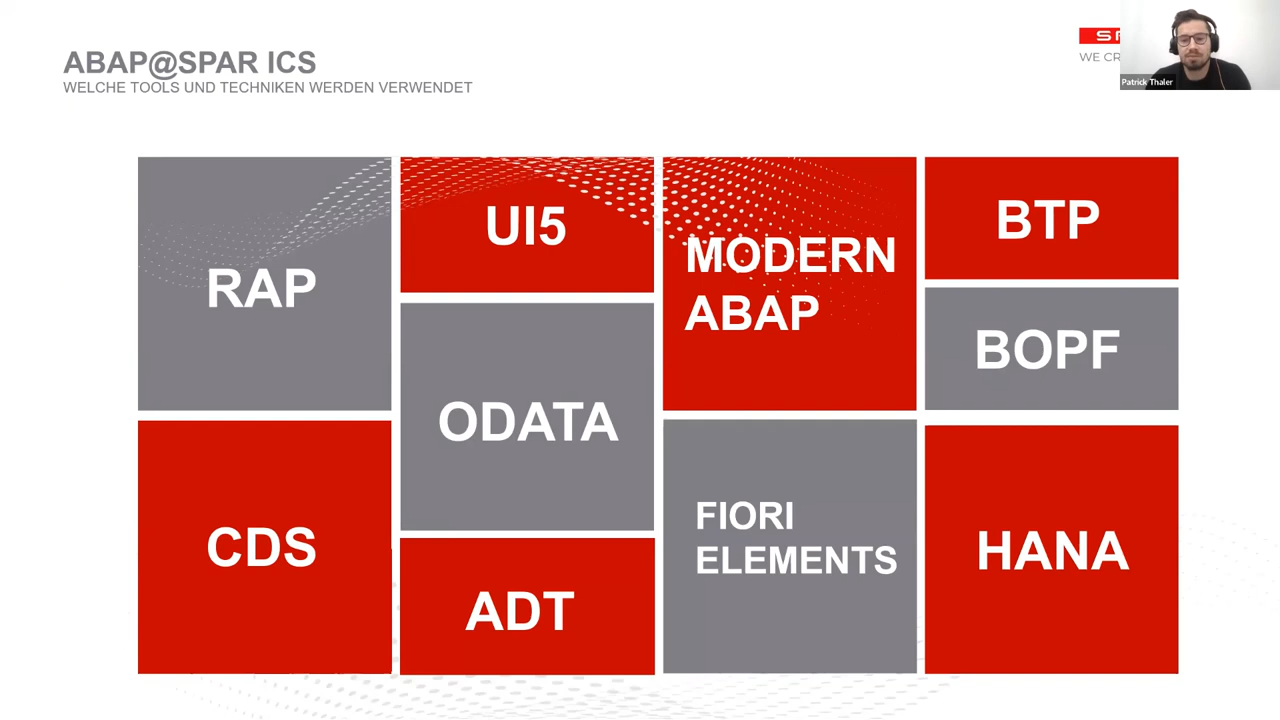 ABAP@SPAR ICS
WELCHE TOOLS UND TECHNIKEN WERDEN VERWENDET
WE CR
Patrick Thaler
RAP
CDS
UI5
ODATA
ADT
MODERN
ABAP
FIORI
ELEMENTS
BTP
BOPF
HANA